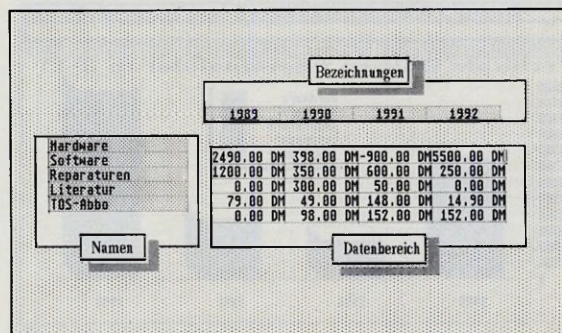 Bezeichnungen
1989 1990 1991 1992
Hardware
Software
Reparaturen
Literatur
TOS-Abbo
2490.00 DM 398.00 DM-900.00 DM5500.00 DM
1200.00 DM 350.00 DM 600.00 DM 250.00 DM
0.00 DM 300.00 DM 50.00 DM 0.00 DM
79.00 DM 49.00 DM 148.00 DM 14.90 DM
0.00 DM 98.00 DM 152.00 DM 152.00 DM
Namen
Datenbereich